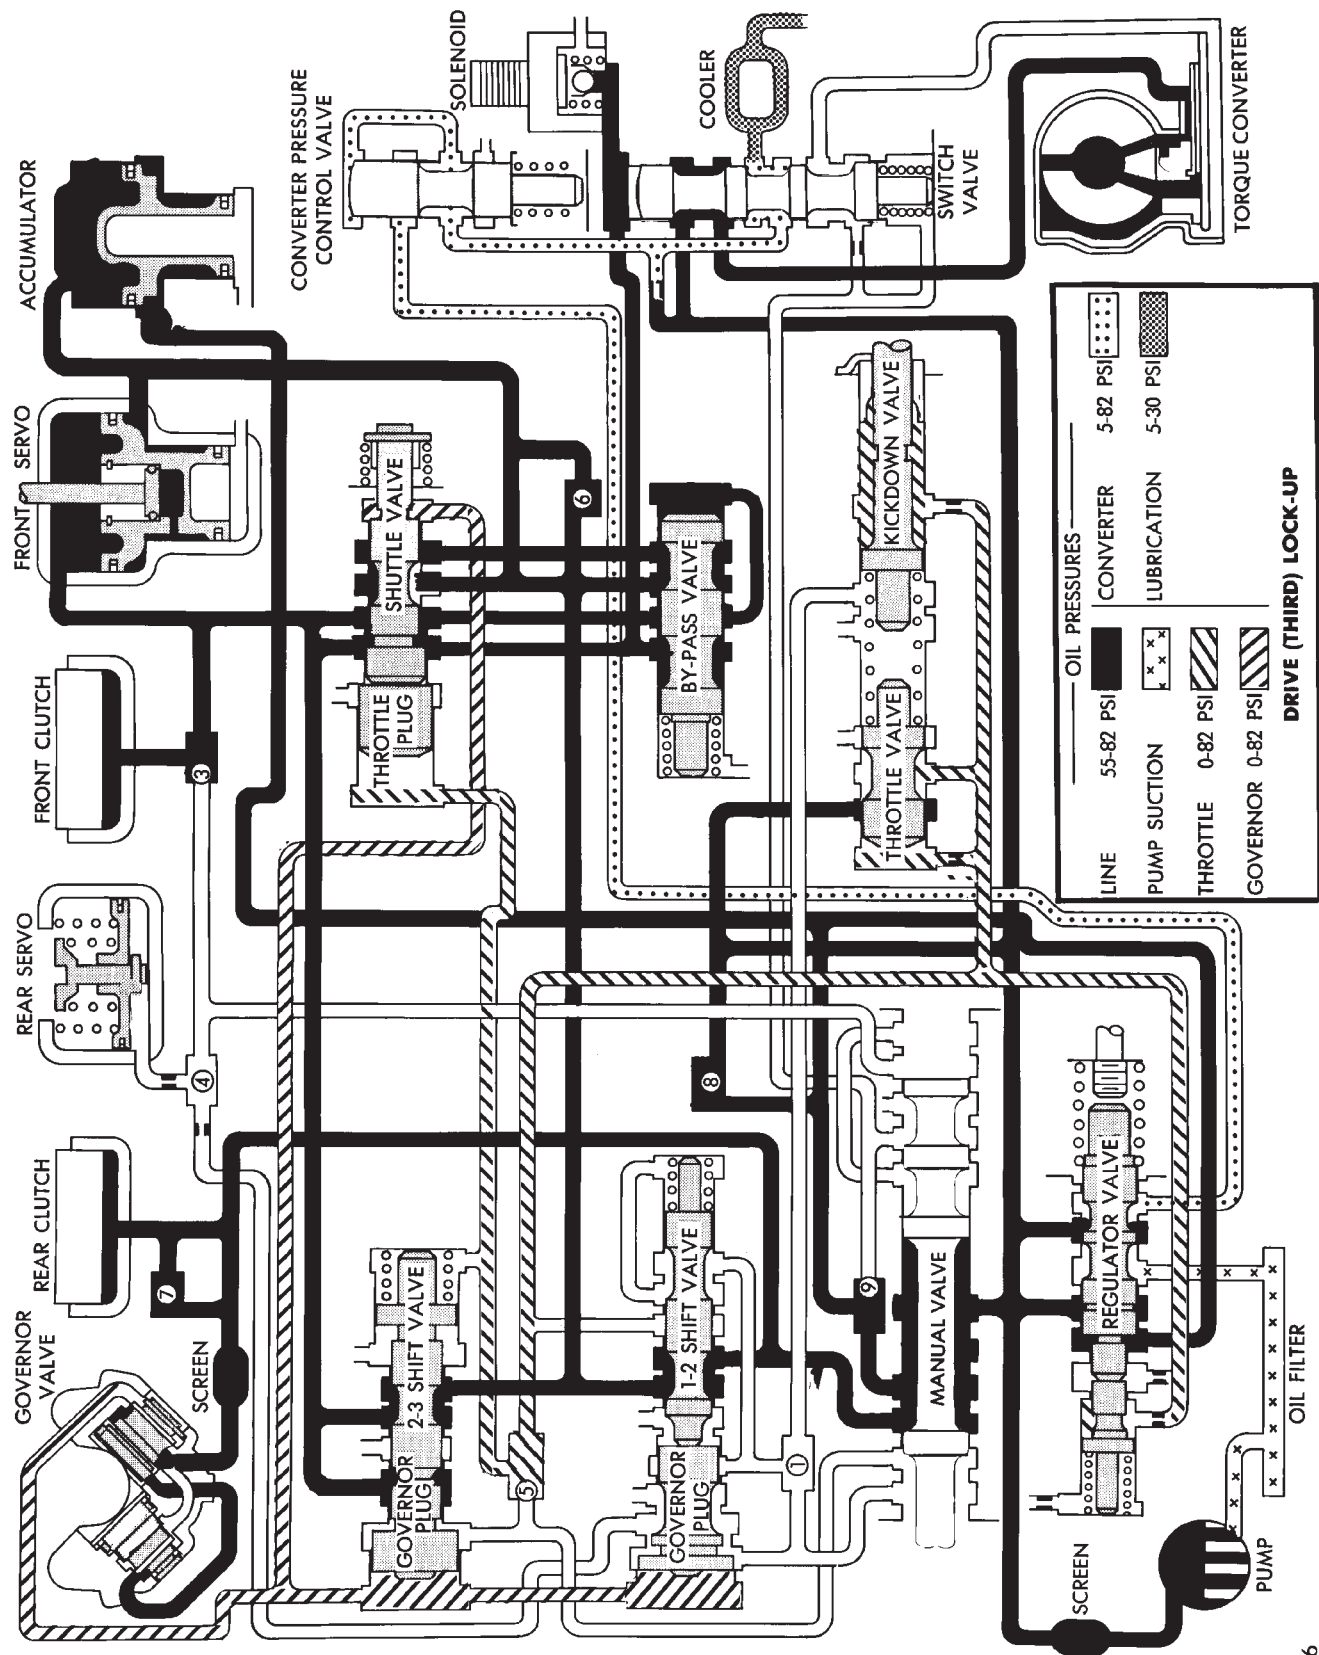 GOVERNOR
VALVE
REAR CLUTCH
REAR SERVO
FRONT CLUTCH
FRONT SERVO
ACCUMULATOR
SCREEN
7
4
3
CONVERTER PRESSURE
CONTROL VALVE
SOLENOID
GOVERNOR
PLUG
2-3 SHIFT VALVE
THROTTLE
PLUG
SHUTTLE VALVE
5
6
COOLER
GOVERNOR
PLUG
1-2 SHIFT VALVE
8
BY-PASS VALVE
1
9
SWITCH
VALVE
MANUAL VALVE
THROTTLE VALVE
KICKDOWN VALVE
SCREEN
REGULATOR VALVE
PUMP
OIL FILTER
TORQUE CONVERTER
OIL PRESSURES
LINE 55-82 PSI
CONVERTER 5-82 PSI
PUMP SUCTION
LUBRICATION 5-30 PSI
THROTTLE 0-82 PSI
GOVERNOR 0-82 PSI
DRIVE (THIRD) LOCK-UP